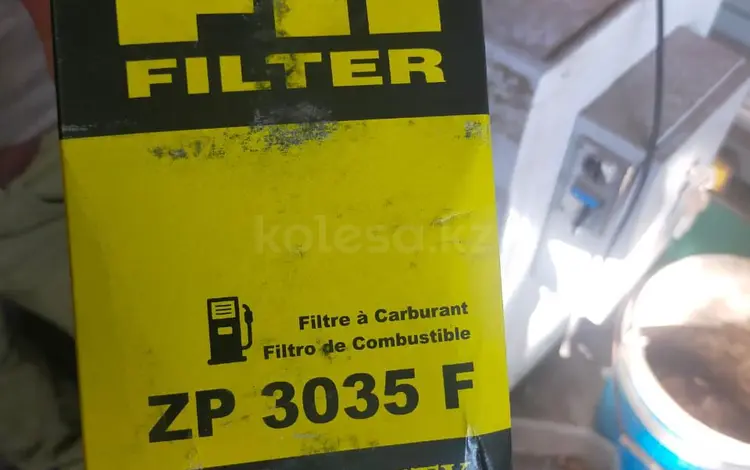 FILTER
kolesa.kz
Filtre à Carburant
Filtro de Combustible
ZP 3035 F